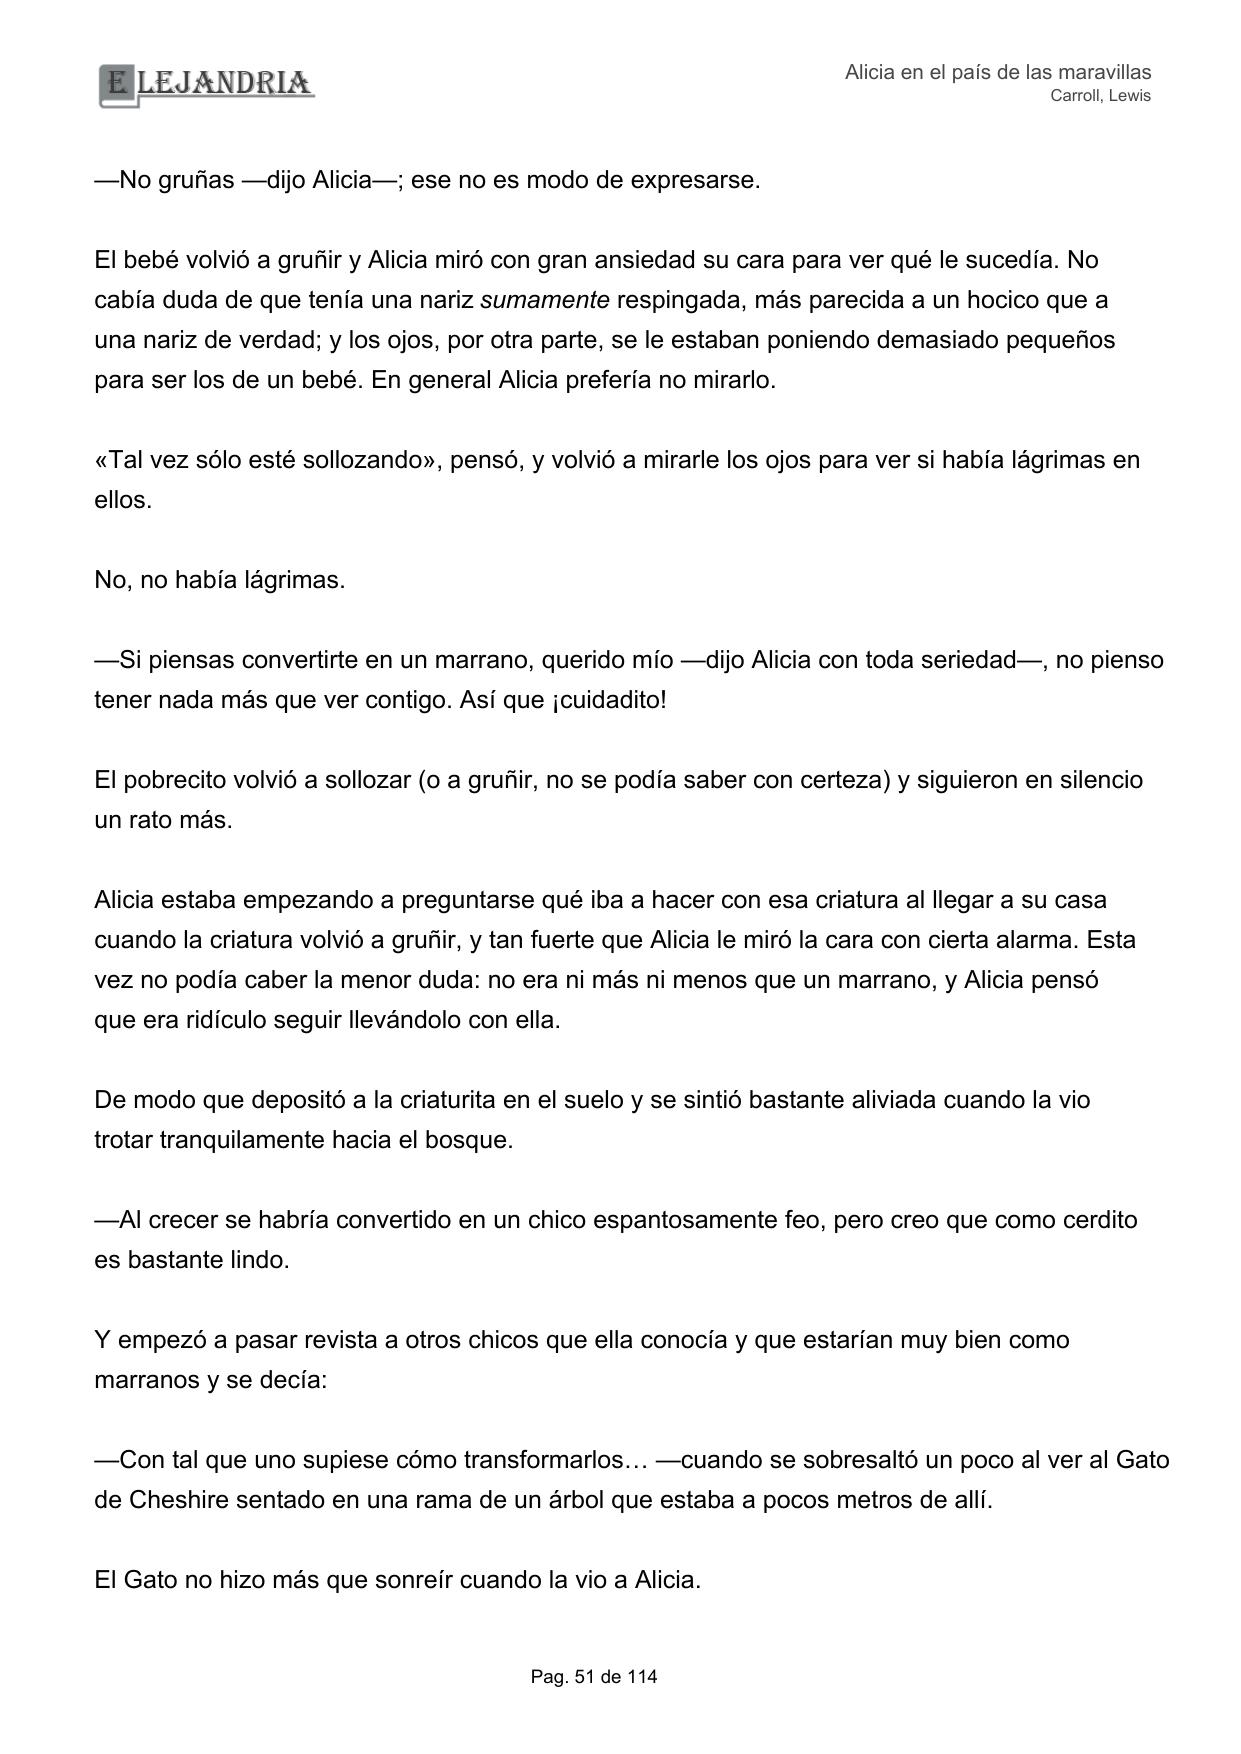 ELEJANDRIA
Alicia en el país de las maravillas
Carroll, Lewis
—No gruñas —dijo Alicia—; ese no es modo de expresarse.
El bebé volvió a gruñir y Alicia miró con gran ansiedad su cara para ver qué le sucedía. No
cabía duda de que tenía una nariz sumamente respingada, más parecida a un hocico que a
una nariz de verdad; y los ojos, por otra parte, se le estaban poniendo demasiado pequeños
para ser los de un bebé. En general Alicia prefería no mirarlo.
«Tal vez sólo esté sollozando», pensó, y volvió a mirarle los ojos para ver si había lágrimas en
ellos.
No, no había lágrimas.
—Si piensas convertirte en un marrano, querido mío —dijo Alicia con toda seriedad—, no pienso
tener nada más que ver contigo. Así que ¡cuidadito!
El pobrecito volvió a sollozar (o a gruñir, no se podía saber con certeza) y siguieron en silencio
un rato más.
Alicia estaba empezando a preguntarse qué iba a hacer con esa criatura al llegar a su casa
cuando la criatura volvió a gruñir, y tan fuerte que Alicia le miró la cara con cierta alarma. Esta
vez no podía caber la menor duda: no era ni más ni menos que un marrano, y Alicia pensó
que era ridículo seguir llevándolo con ella.
De modo que depositó a la criaturita en el suelo y se sintió bastante aliviada cuando la vio
trotar tranquilamente hacia el bosque.
—Al crecer se habría convertido en un chico espantosamente feo, pero creo que como cerdito
es bastante lindo.
Y empezó a pasar revista a otros chicos que ella conocía y que estarían muy bien como
marranos y se decía:
—Con tal que uno supiese cómo transformarlos… —cuando se sobresaltó un poco al ver al Gato
de Cheshire sentado en una rama de un árbol que estaba a pocos metros de allí.
El Gato no hizo más que sonreír cuando la vio a Alicia.
Pag. 51 de 114